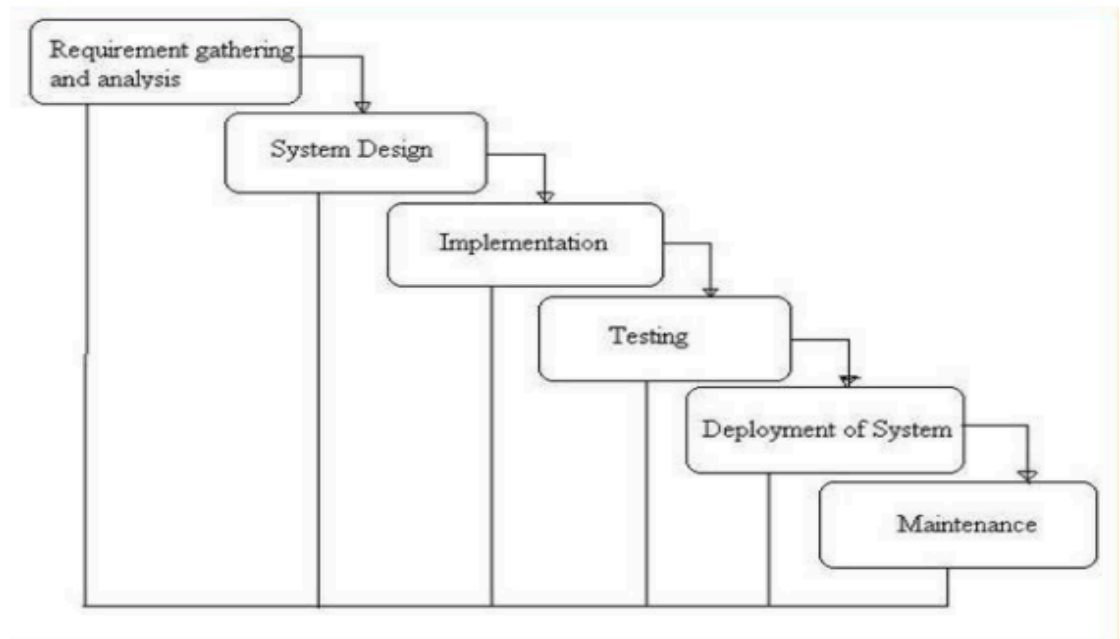 Requirement gathering
and analysis
System Design
Implementation
Testing
Deployment of System
Maintenance